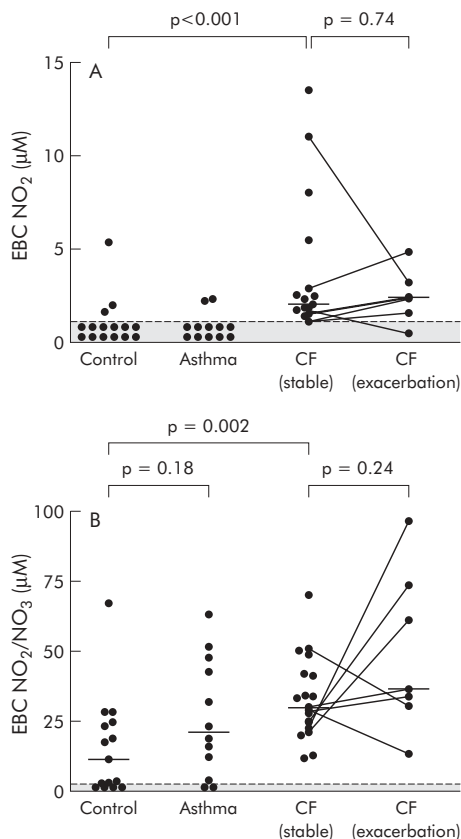 p<0.001
p = 0.74
A
15
10
5
0
EBC NO₂ (μM)
Control
Asthma
CF
(stable)
CF
(exacerbation)
p = 0.002
p = 0.18
p = 0.24
B
100
75
50
25
0
EBC NO₂/NO₃ (μM)
Control
Asthma
CF
(stable)
CF
(exacerbation)